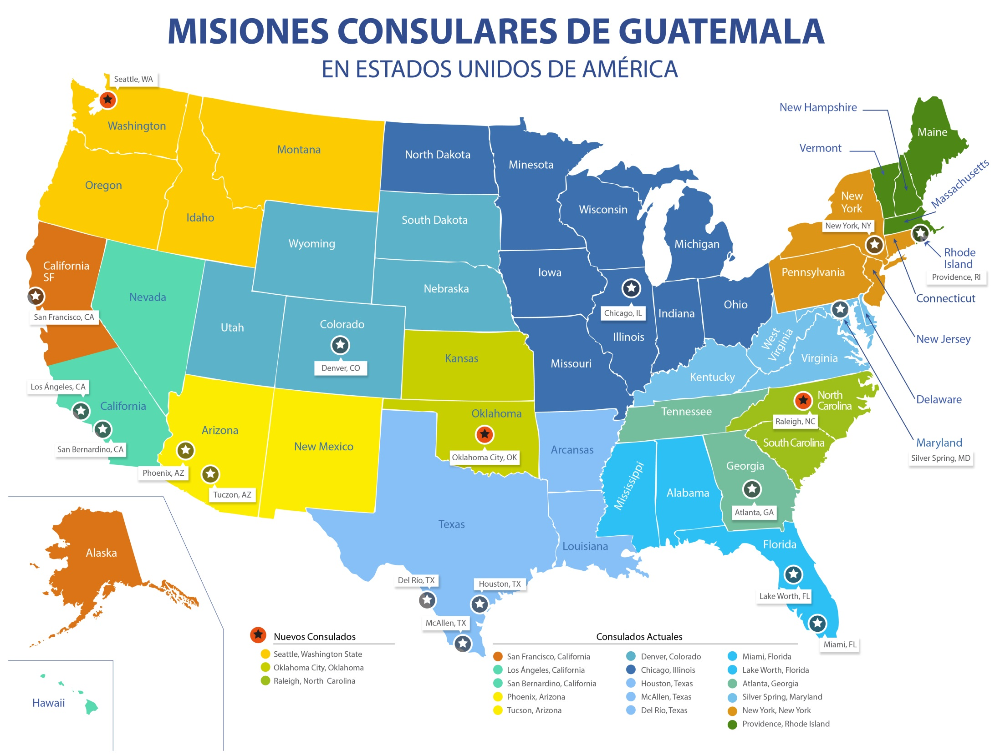 MISIONES CONSULARES DE GUATEMALA
EN ESTADOS UNIDOS DE AMÉRICA
Seattle, WA
Washington
Oregon
Idaho
Montana
North Dakota
Minesota
South Dakota
Wyoming
Wisconsin
Michigan
New Hampshire
Vermont
Maine
Massachusetts
New
York
New York, NY
Rhode
Island
Providence, RI
Connecticut
New Jersey
Delaware
Maryland
Silver Spring, MD
Pennsylvania
California
SF
San Francisco, CA
Nevada
Utah
Colorado
Denver, CO
Nebraska
Iowa
Kansas
Missouri
Chicago, IL
Illinois
Indiana
Ohio
West
Virginia
Virginia
Kentucky
Los Ángeles, CA
California
San Bernardino, CA
Arizona
Phoenix, AZ
Tuczon, AZ
New Mexico
Oklahoma
Oklahoma City, OK
Arcansas
Tennessee
North
Carolina
Raleigh, NC
South Carolina
Georgia
Atlanta, GA
Mississippi
Alabama
Texas
Louisiana
Florida
Del Río, TX
Houston, TX
McAllen, TX
Lake Worth, FL
Miami, FL
Alaska
Hawaii
Nuevos Consulados
Seattle, Washington State
Oklahoma City, Oklahoma
Raleigh, North Carolina
Consulados Actuales
San Francisco, California
Los Ángeles, California
San Bernardino, California
Phoenix, Arizona
Tucson, Arizona
Denver, Colorado
Chicago, Illinois
Houston, Texas
McAllen, Texas
Del Río, Texas
Miami, Florida
Lake Worth, Florida
Atlanta, Georgia
Silver Spring, Maryland
New York, New York
Providence, Rhode Island